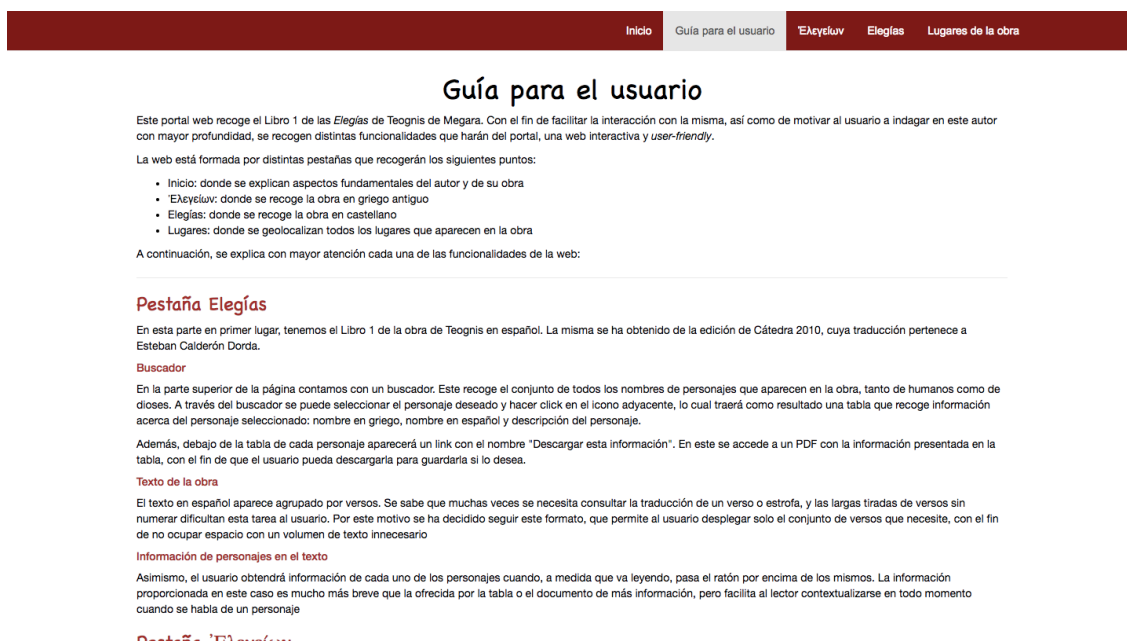 Inicio Guía para el usuario Ἐλεγείων Elegías Lugares de la obra
Guía para el usuario
Este portal web recoge el Libro 1 de las Elegías de Teognis de Megara. Con el fin de facilitar la interacción con la misma, así como de motivar al usuario a indagar en este autor
con mayor profundidad, se recogen distintas funcionalidades que harán del portal, una web interactiva y user-friendly.
La web está formada por distintas pestañas que recogerán los siguientes puntos:
• Inicio: donde se explican aspectos fundamentales del autor y de su obra
• Ἐλεγείων: donde se recoge la obra en griego antiguo
• Elegías: donde se recoge la obra en castellano
• Lugares: donde se geolocalizan todos los lugares que aparecen en la obra
A continuación, se explica con mayor atención cada una de las funcionalidades de la web:
Pestaña Elegías
En esta parte en primer lugar, tenemos el Libro 1 de la obra de Teognis en español. La misma se ha obtenido de la edición de Cátedra 2010, cuya traducción pertenece a
Esteban Calderón Dorda.
Buscador
En la parte superior de la página contamos con un buscador. Este recoge el conjunto de todos los nombres de personajes que aparecen en la obra, tanto de humanos como de
dioses. A través del buscador se puede seleccionar el personaje deseado y hacer click en el icono adyacente, lo cual traerá como resultado una tabla que recoge información
acerca del personaje seleccionado: nombre en griego, nombre en español y descripción del personaje.
Además, debajo de la tabla de cada personaje aparecerá un link con el nombre "Descargar esta información". En este se accede a un PDF con la información presentada en la
tabla, con el fin de que el usuario pueda descargarla para guardarla si lo desea.
Texto de la obra
El texto en español aparece agrupado por versos. Se sabe que muchas veces se necesita consultar la traducción de un verso o estrofa, y las largas tiradas de versos sin
numerar dificultan esta tarea al usuario. Por este motivo se ha decidido seguir este formato, que permite al usuario desplegar solo el conjunto de versos que necesite, con el fin
de no ocupar espacio con un volumen de texto innecesario
Información de personajes en el texto
Asimismo, el usuario obtendrá información de cada uno de los personajes cuando, a medida que va leyendo, pasa el ratón por encima de los mismos. La información
proporcionada en este caso es mucho más breve que la ofrecida por la tabla o el documento de más información, pero facilita al lector contextualizarse en todo momento
cuando se habla de un personaje
Pestaña Ἐλεγείων